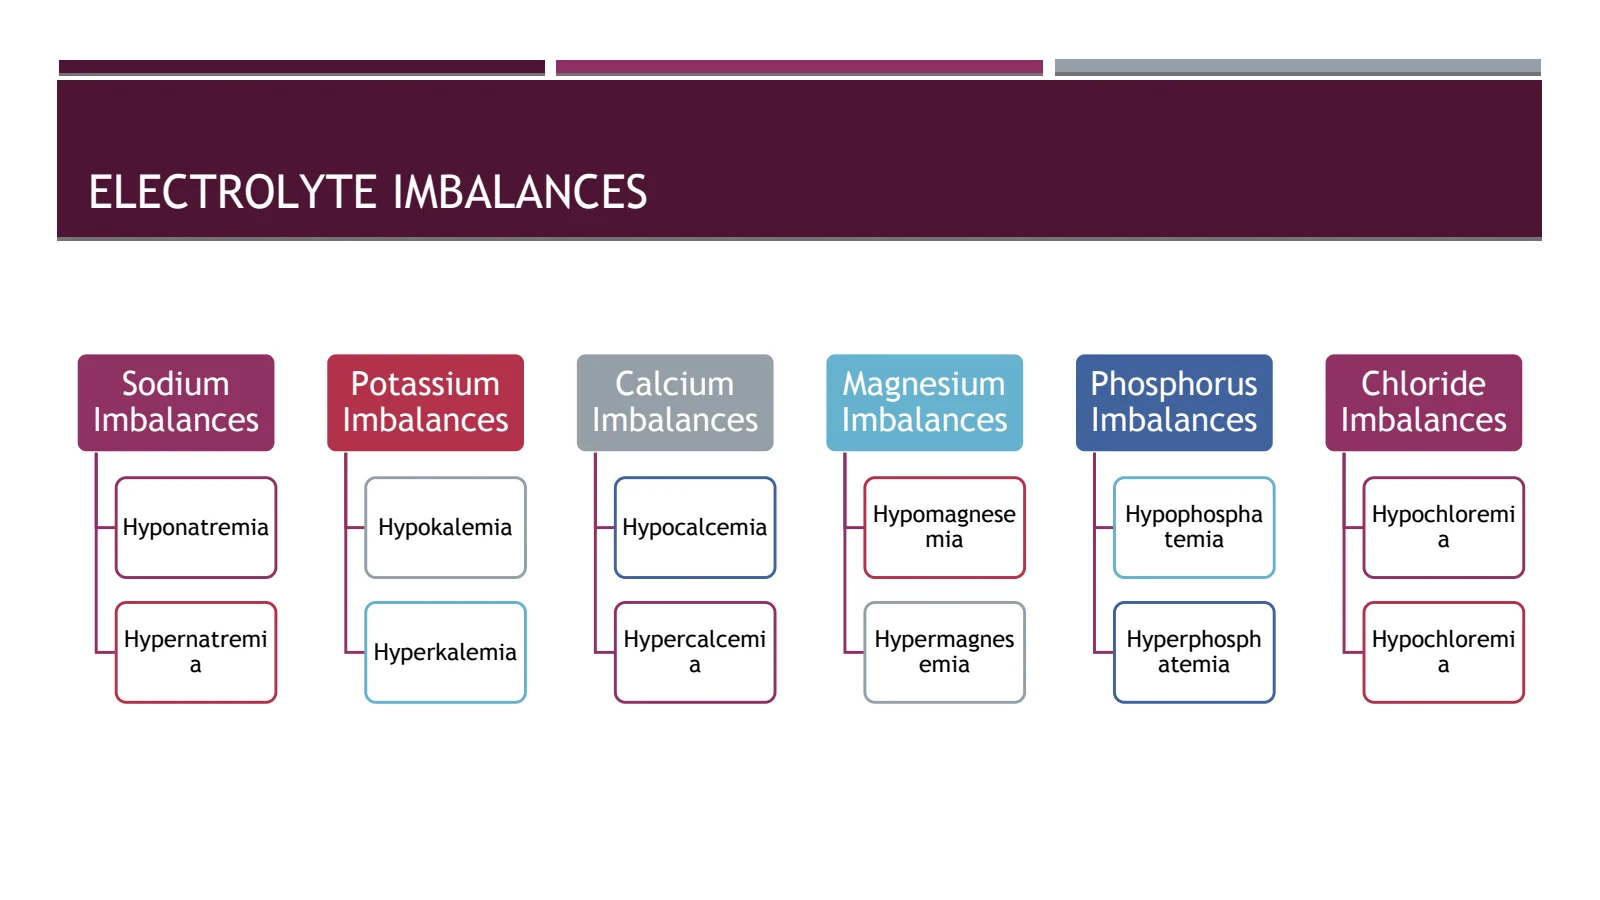 ELECTROLYTE IMBALANCES
Sodium
Imbalances
Hyponatremia
Hypernatremi
a
Potassium
Imbalances
Hypokalemia
Hyperkalemia
Calcium
Imbalances
Hypocalcemia
Hypercalcemi
a
Magnesium
Imbalances
Hypomagnese
mia
Hypermagnes
emia
Phosphorus
Imbalances
Hypophospha
temia
Hyperphosph
atemia
Chloride
Imbalances
Hypochloremi
a
Hypochloremi
a